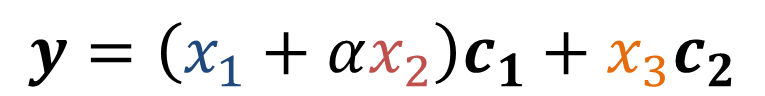 y = (x₁ + αx₂)c₁ + x₃c₂